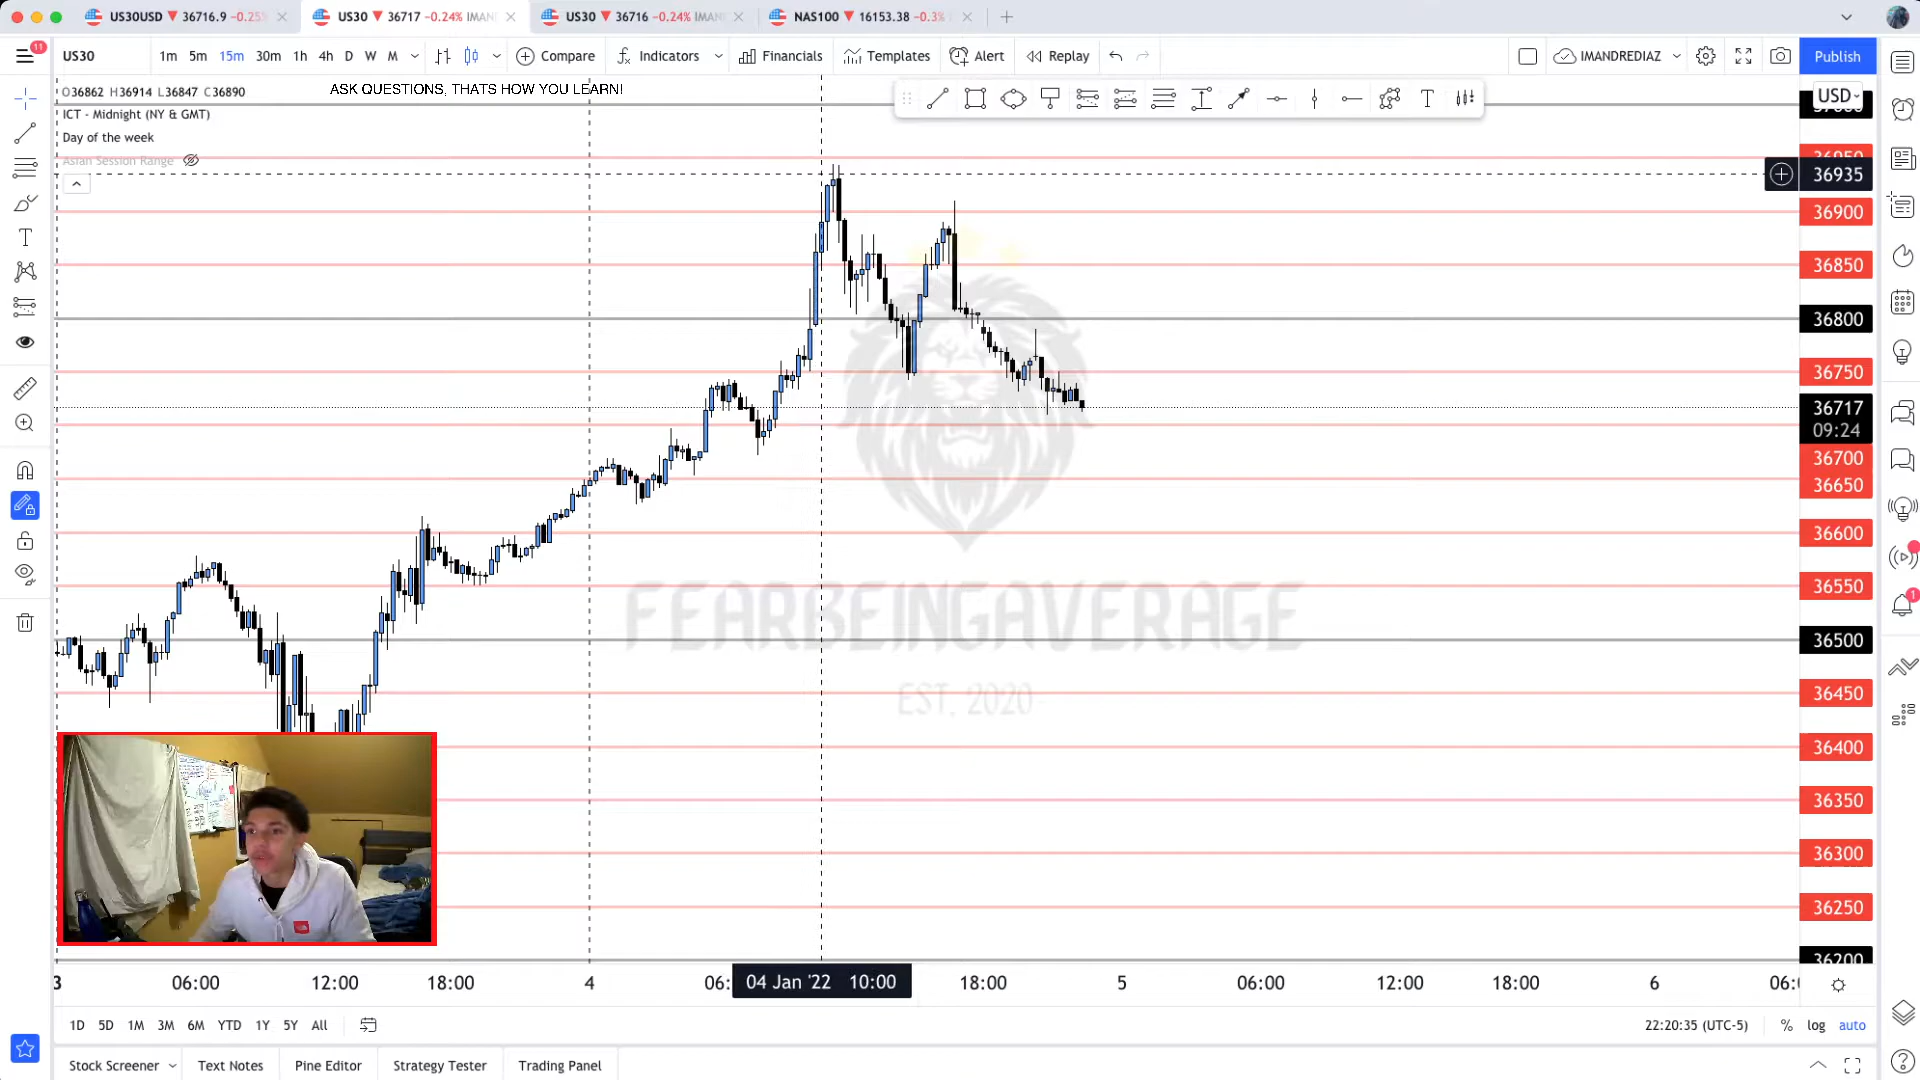 US30USD ▼ 36716.9 −0.25%
US30 ▼ 36717 −0.24% IMAND
US30 ▼ 36716 −0.24% IMAN
NAS100 ▼ 16153.38 −0.3%
11
US30
1m 5m 15m 30m 1h 4h D W M
Compare
Indicators
Financials
Templates
Alert
Replay
IMANDREDIAZ
Publish
O36862 H36914 L36847 C36890
ASK QUESTIONS, THATS HOW YOU LEARN!
ICT - Midnight (NY & GMT)
Day of the week
Asian Session Range
USD
36950
36935
36900
36850
36800
36750
36717
09:24
36700
36650
36600
36550
36500
36450
36400
36350
36300
36250
36200
FEARBEINGAVERAGE
EST. 2020
3 06:00 12:00 18:00 4 06: 04 Jan '22 10:00 18:00 5 06:00 12:00 18:00 6 06:0
1D 5D 1M 3M 6M YTD 1Y 5Y All
22:20:35 (UTC-5) % log auto
Stock Screener
Text Notes
Pine Editor
Strategy Tester
Trading Panel
1